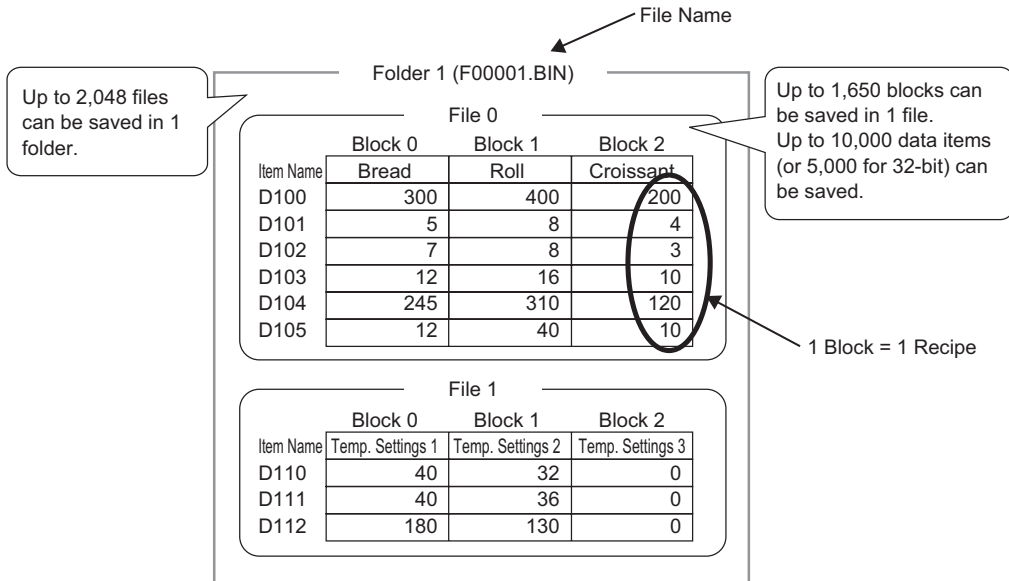 File Name
Folder 1 (F00001.BIN)
Up to 2,048 files
can be saved in 1
folder.
Up to 1,650 blocks can
be saved in 1 file.
Up to 10,000 data items
(or 5,000 for 32-bit) can
be saved.
File 0
Block 0 Block 1 Block 2
Item Name Bread Roll Croissant
D100 300 400 200
D101 5 8 4
D102 7 8 3
D103 12 16 10
D104 245 310 120
D105 12 40 10
1 Block = 1 Recipe
File 1
Block 0 Block 1 Block 2
Item Name Temp. Settings 1 Temp. Settings 2 Temp. Settings 3
D110 40 32 0
D111 40 36 0
D112 180 130 0